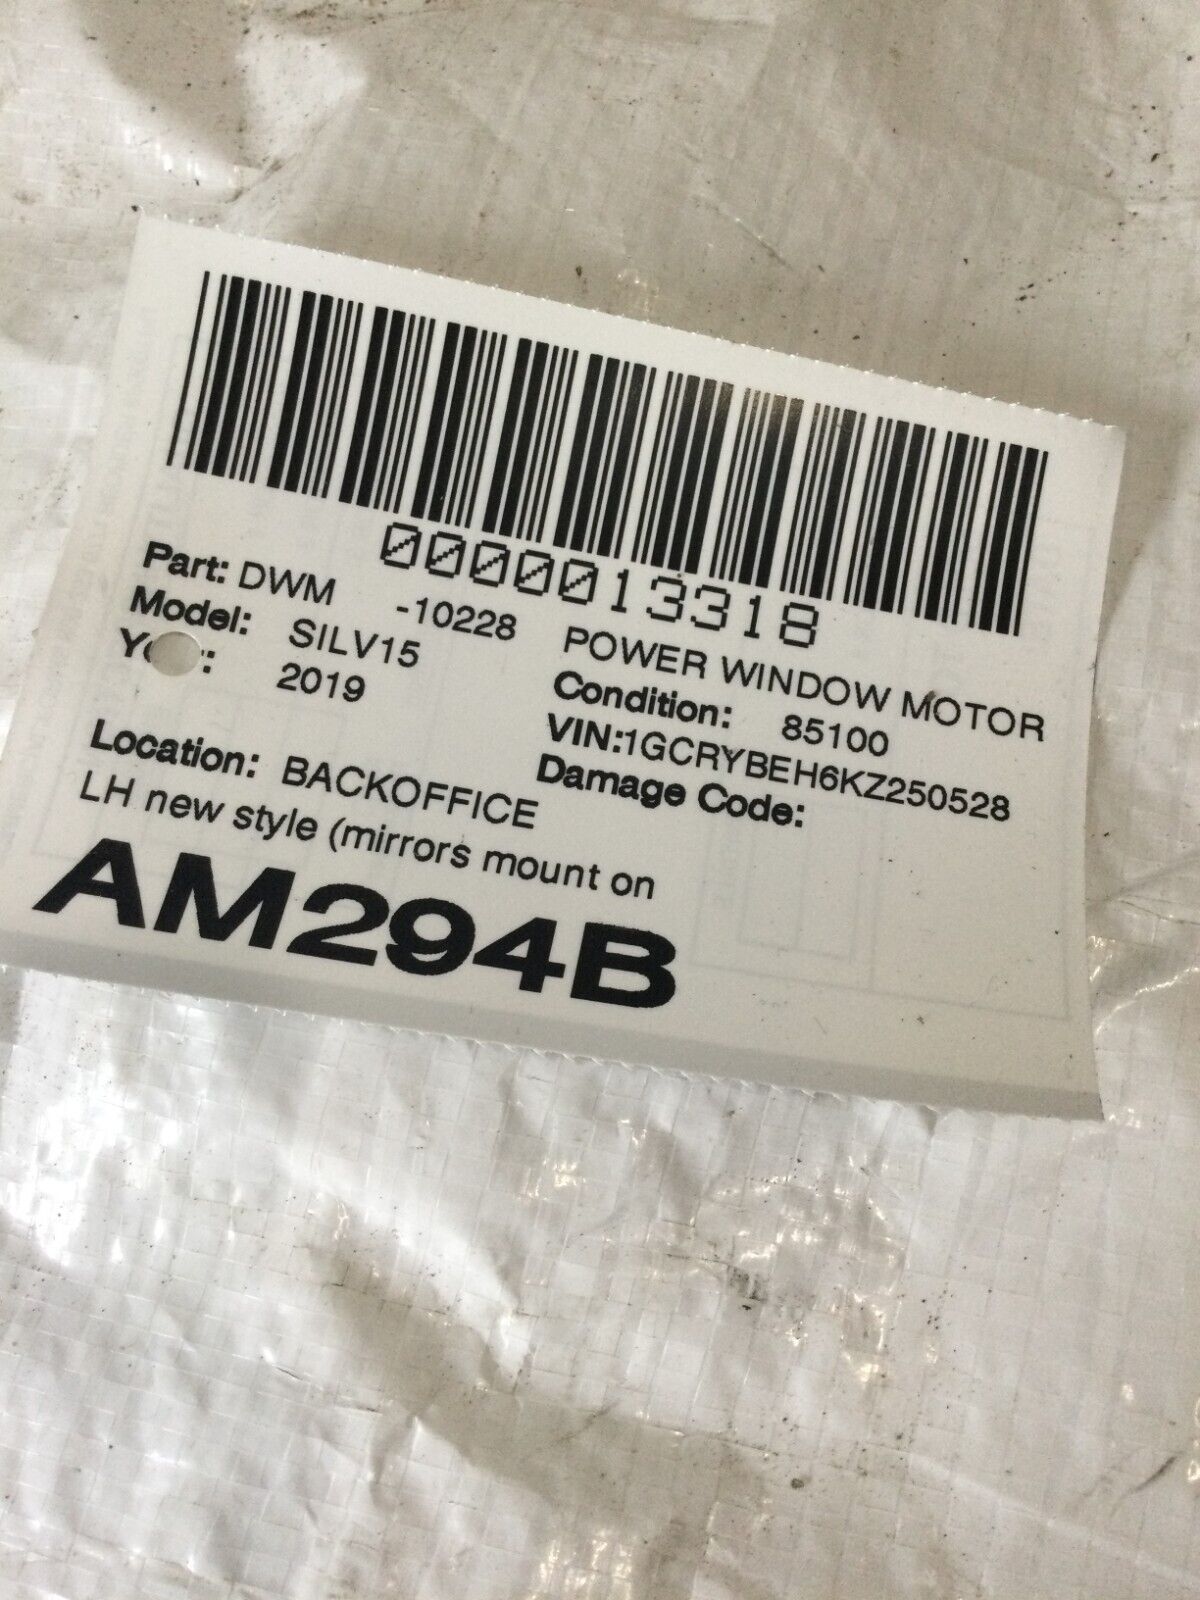 0000013318
Part: DWM -10228 POWER WINDOW MOTOR
Model: SILV15 Condition: 85100
2019 VIN:1GCRYBEH6KZ250528
Damage Code:
Location: BACKOFFICE
LH new style (mirrors mount on
AM294B